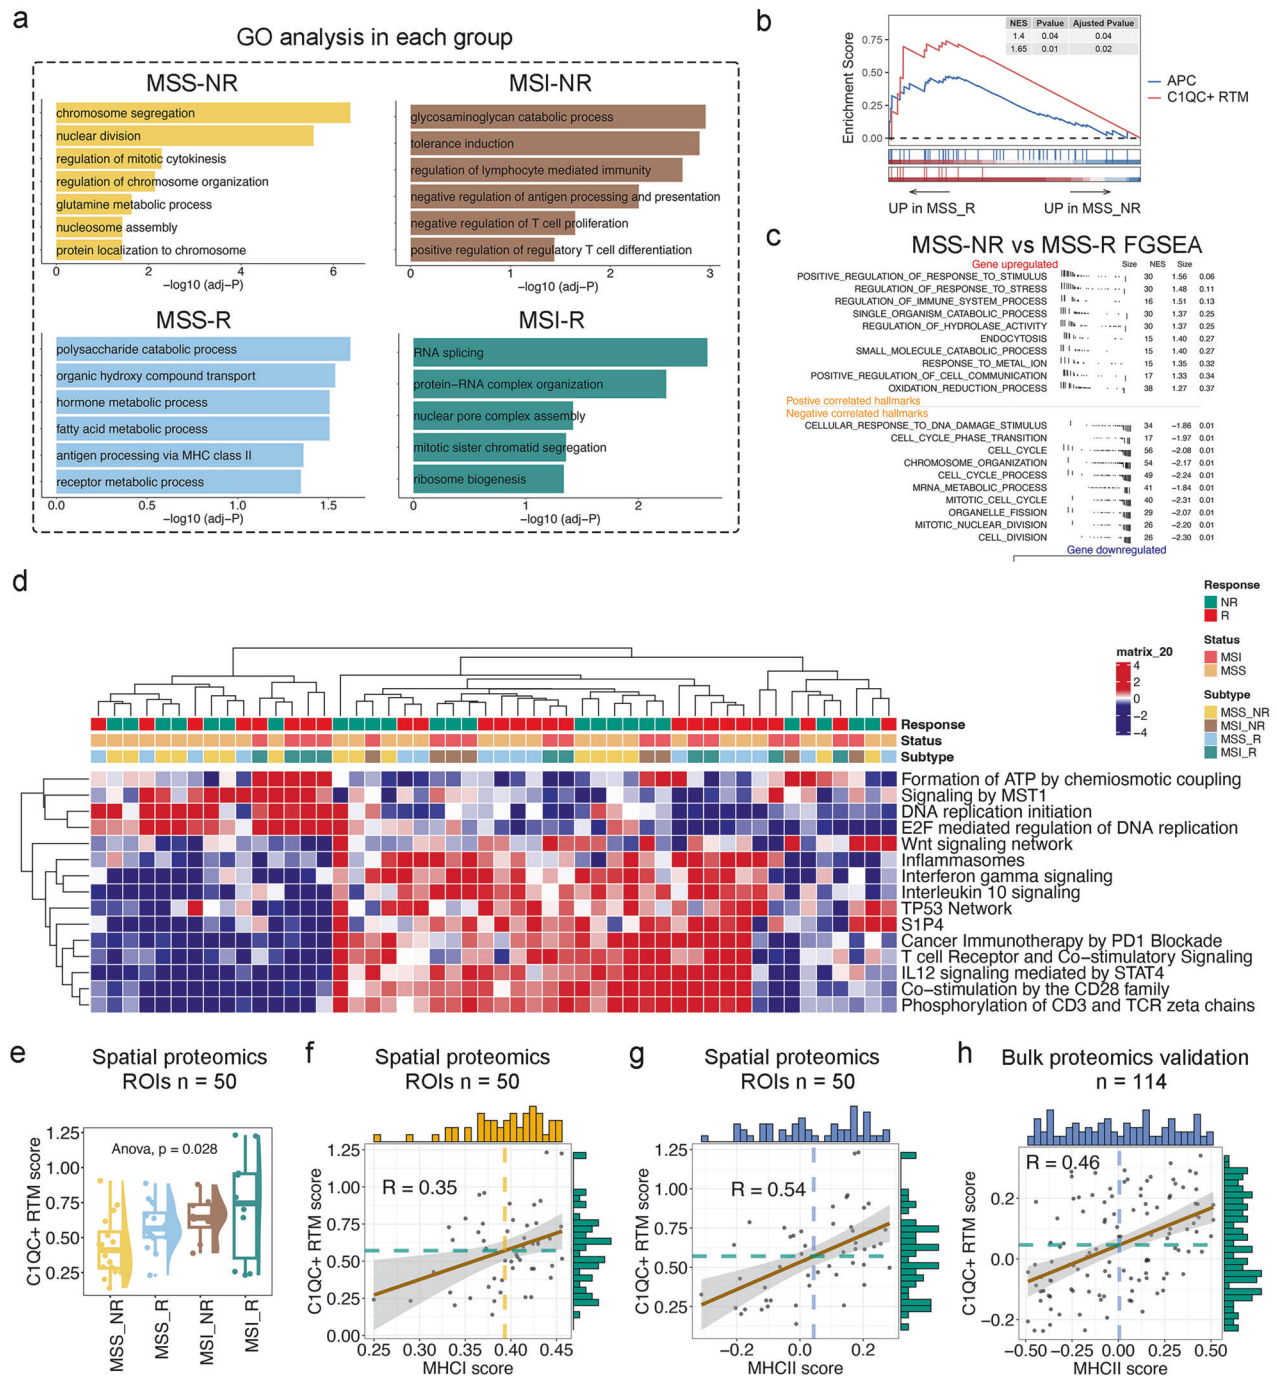 a
GO analysis in each group
MSS-NR
chromosome segregation
nuclear division
regulation of mitotic cytokinesis
regulation of chromosome organization
glutamine metabolic process
nucleosome assembly
protein localization to chromosome
0 2 4 6
−log10 (adj-P)
MSI-NR
glycosaminoglycan catabolic process
tolerance induction
regulation of lymphocyte mediated immunity
negative regulation of antigen processing and presentation
negative regulation of T cell proliferation
positive regulation of regulatory T cell differentiation
0 1 2 3
−log10 (adj-P)
MSS-R
polysaccharide catabolic process
organic hydroxy compound transport
hormone metabolic process
fatty acid metabolic process
antigen processing via MHC class II
receptor metabolic process
0.0 0.5 1.0 1.5
−log10 (adj-P)
MSI-R
RNA splicing
protein−RNA complex organization
nuclear pore complex assembly
mitotic sister chromatid segregation
ribosome biogenesis
0 1 2
−log10 (adj-P)
b
NES Pvalue Ajusted Pvalue
1.4 0.04 0.04
1.65 0.01 0.02
Enrichment Score
0.75
0.50
0.25
0.00
APC
C1QC+ RTM
UP in MSS_R UP in MSS_NR
c
MSS-NR vs MSS-R FGSEA
Gene upregulated Size NES Size
POSITIVE_REGULATION_OF_RESPONSE_TO_STIMULUS 30 1.56 0.06
REGULATION_OF_RESPONSE_TO_STRESS 30 1.48 0.11
REGULATION_OF_IMMUNE_SYSTEM_PROCESS 16 1.51 0.13
SINGLE_ORGANISM_CATABOLIC_PROCESS 30 1.37 0.25
REGULATION_OF_HYDROLASE_ACTIVITY 30 1.37 0.25
ENDOCYTOSIS 15 1.40 0.27
SMALL_MOLECULE_CATABOLIC_PROCESS 15 1.40 0.27
RESPONSE_TO_METAL_ION 15 1.35 0.32
POSITIVE_REGULATION_OF_CELL_COMMUNICATION 17 1.33 0.34
OXIDATION_REDUCTION_PROCESS 38 1.27 0.37
Postive correlated hallmarks
Negative correlated hallmarks
CELLULAR_RESPONSE_TO_DNA_DAMAGE_STIMULUS 34 −1.86 0.01
CELL_CYCLE_PHASE_TRANSITION 17 −1.97 0.01
CELL_CYCLE 56 −2.08 0.01
CHROMOSOME_ORGANIZATION 54 −2.17 0.01
CELL_CYCLE_PROCESS 49 −2.24 0.01
MRNA_METABOLIC_PROCESS 41 −1.84 0.01
MITOTIC_CELL_CYCLE 40 −2.31 0.01
ORGANELLE_FISSION 29 −2.07 0.01
MITOTIC_NUCLEAR_DIVISION 26 −2.20 0.01
CELL_DIVISION 26 −2.30 0.01
Gene downregulated
d
matrix_20
4
2
0
−2
−4
Response
NR
R
Status
MSI
MSS
Subtype
MSS_NR
MSI_NR
MSS_R
MSI_R
Response
Status
Subtype
Formation of ATP by chemiosmotic coupling
Signaling by MST1
DNA replication initiation
E2F mediated regulation of DNA replication
Wnt signaling network
Inflammasomes
Interferon gamma signaling
Interleukin 10 signaling
TP53 Network
S1P4
Cancer Immunotherapy by PD1 Blockade
T cell Receptor and Co-stimulatory Signaling
IL12 signaling mediated by STAT4
Co-stimulation by the CD28 family
Phosphorylation of CD3 and TCR zeta chains
e
Spatial proteomics
ROIs n = 50
C1QC+ RTM score
1.25
1.00
0.75
0.50
0.25
Anova, p = 0.028
MSS_NR MSS_R MSI_NR MSI_R
f
Spatial proteomics
ROIs n = 50
C1QC+ RTM score
1.25
1.00
0.75
0.50
0.25
0.00
R = 0.35
0.25 0.30 0.35 0.40 0.45
MHCI score
g
Spatial proteomics
ROIs n = 50
C1QC+ RTM score
1.25
1.00
0.75
0.50
0.25
R = 0.54
−0.2 0.0 0.2
MHCII score
h
Bulk proteomics validation
n = 114
C1QC+ RTM score
0.2
0.0
−0.2
R = 0.46
−0.50 −0.25 0.00 0.25 0.50
MHCII score